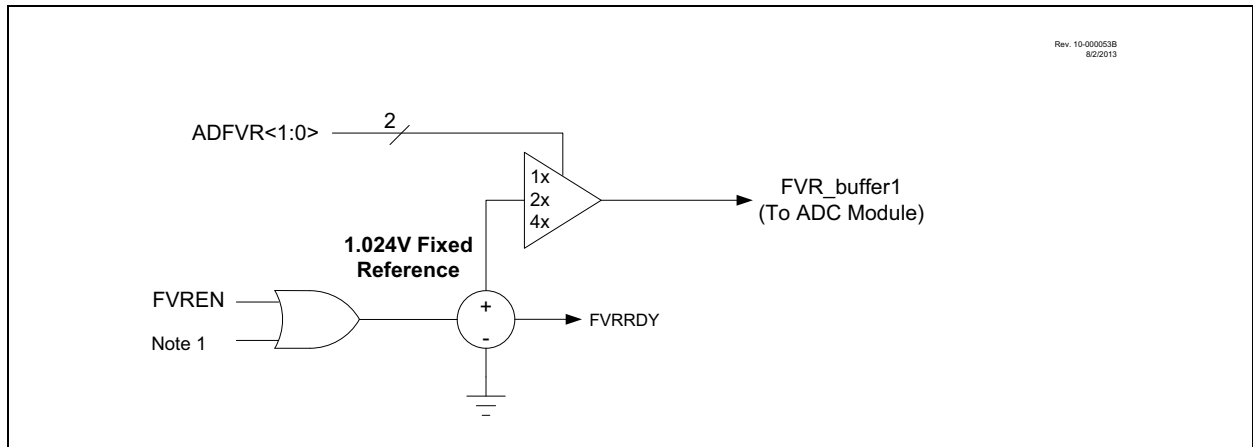 Rev. 10-000053B
8/2/2013
ADFVR<1:0>
2
1x
2x
4x
FVR_buffer1
(To ADC Module)
1.024V Fixed
Reference
FVREN
Note 1
+
-
FVRRDY